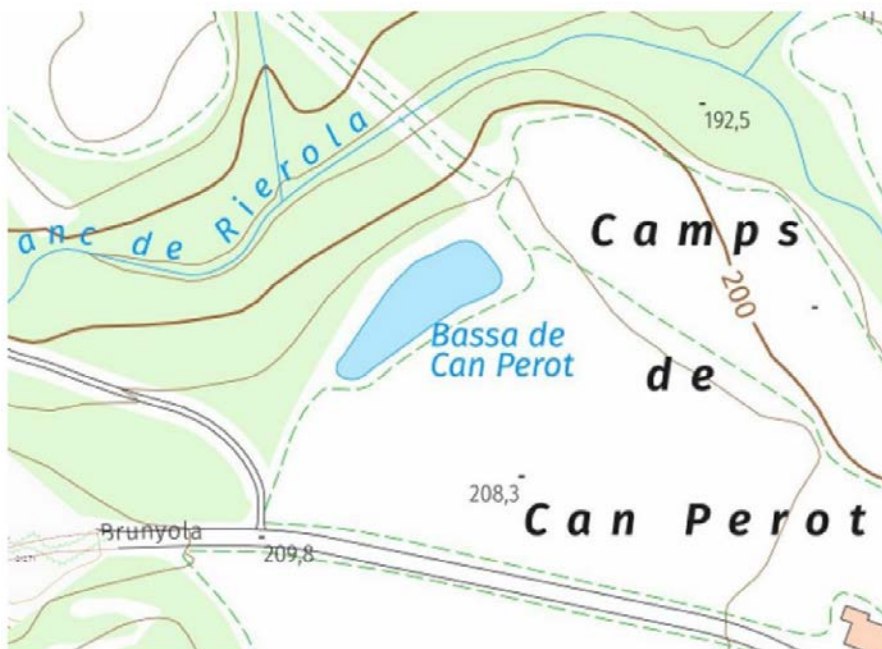 192,5
anc de Rierola
Camps
200
Bassa de
Can Perot
de
208,3
Can Perot
Brunyola
209,8